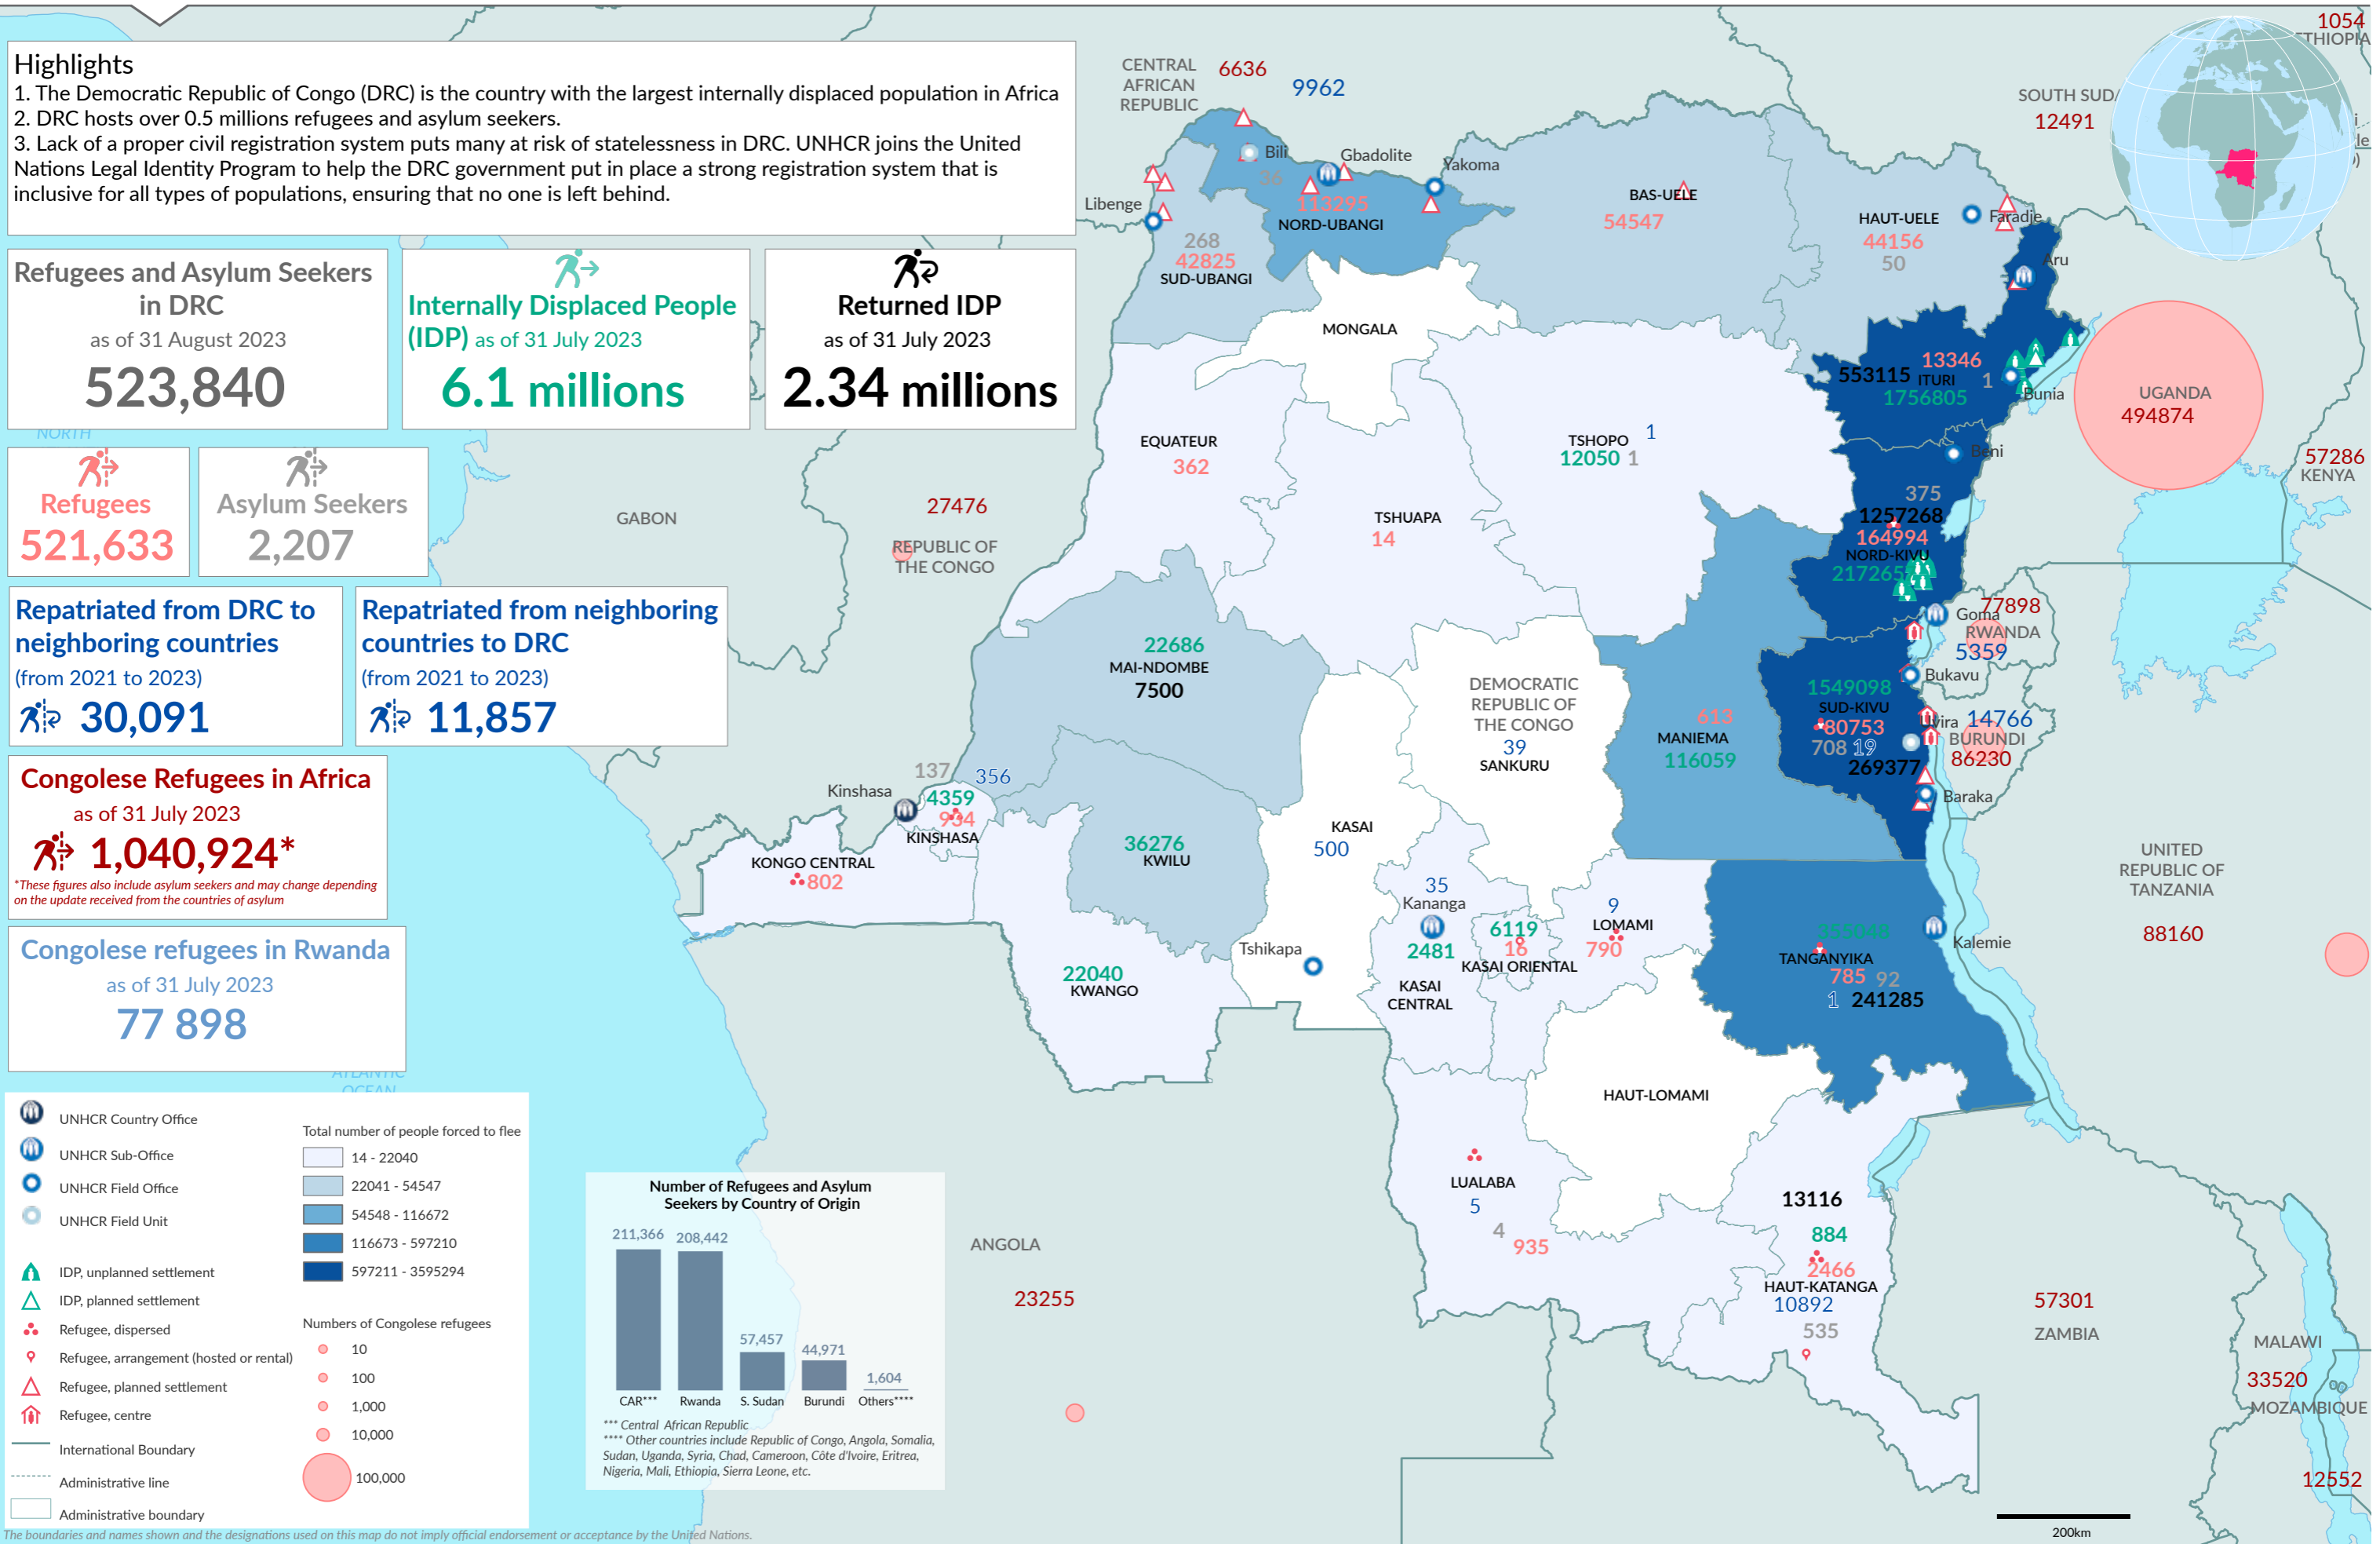 Highlights
1. The Democratic Republic of Congo (DRC) is the country with the largest internally displaced population in Africa
2. DRC hosts over 0.5 millions refugees and asylum seekers.
3. Lack of a proper civil registration system puts many at risk of statelessness in DRC. UNHCR joins the United
Nations Legal Identity Program to help the DRC government put in place a strong registration system that is
inclusive for all types of populations, ensuring that no one is left behind.
Refugees and Asylum Seekers
in DRC
as of 31 August 2023
523,840
Internally Displaced People
(IDP) as of 31 July 2023
6.1 millions
Returned IDP
as of 31 July 2023
2.34 millions
NORTH
Refugees
521,633
Asylum Seekers
2,207
Repatriated from DRC to
neighboring countries
(from 2021 to 2023)
30,091
Repatriated from neighboring
countries to DRC
(from 2021 to 2023)
11,857
Congolese Refugees in Africa
as of 31 July 2023
1,040,924*
*These figures also include asylum seekers and may change depending
on the update received from the countries of asylum
Congolese refugees in Rwanda
as of 31 July 2023
77 898
ATLANTIC
OCEAN
UNHCR Country Office
UNHCR Sub-Office
UNHCR Field Office
UNHCR Field Unit
IDP, unplanned settlement
IDP, planned settlement
Refugee, dispersed
Refugee, arrangement (hosted or rental)
Refugee, planned settlement
Refugee, centre
International Boundary
Administrative line
Administrative boundary
Total number of people forced to flee
14 - 22040
22041 - 54547
54548 - 116672
116673 - 597210
597211 - 3595294
Numbers of Congolese refugees
10
100
1,000
10,000
100,000
The boundaries and names shown and the designations used on this map do not imply official endorsement or acceptance by the United Nations.
Number of Refugees and Asylum
Seekers by Country of Origin
211,366
208,442
57,457
44,971
1,604
CAR***
Rwanda
S. Sudan
Burundi
Others****
*** Central African Republic
**** Other countries include Republic of Congo, Angola, Somalia,
Sudan, Uganda, Syria, Chad, Cameroon, Côte d'Ivoire, Eritrea,
Nigeria, Mali, Ethiopia, Sierra Leone, etc.
CENTRAL
AFRICAN
REPUBLIC
6636
9962
1054
SOUTH
12491
Bili
36
Gbadolite
Yakoma
Libenge
113295
NORD-UBANGI
268
42825
SUD-UBANGI
BAS-UELE
54547
HAUT-UELE
44156
50
Faradje
Aru
MONGALA
13346
553115
ITURI
1
1756805
Bunia
UGANDA
494874
EQUATEUR
362
TSHOPO
1
12050
1
Beni
57286
KENYA
GABON
27476
REPUBLIC OF
THE CONGO
TSHUAPA
14
375
1257268
164994
NORD-KIVU
217265
Goma
77898
RWANDA
5359
22686
MAI-NDOMBE
7500
DEMOCRATIC
REPUBLIC OF
THE CONGO
39
SANKURU
613
MANIEMA
116059
1549098
SUD-KIVU
80753
708
19
269377
Bukavu
Uvira
14766
BURUNDI
86230
Baraka
137
356
Kinshasa
4359
934
KINSHASA
KONGO CENTRAL
802
36276
KWILU
KASAI
500
22040
KWANGO
Tshikapa
35
Kananga
2481
KASAI
CENTRAL
6119
16
KASAI ORIENTAL
9
LOMAMI
790
TANGANYIKA
785
92
1
241285
Kalemie
UNITED
REPUBLIC OF
TANZANIA
88160
HAUT-LOMAMI
LUALABA
5
4
935
13116
884
2466
HAUT-KATANGA
10892
535
ANGOLA
23255
57301
ZAMBIA
MALAWI
33520
MOZAMBIQUE
12552
200km